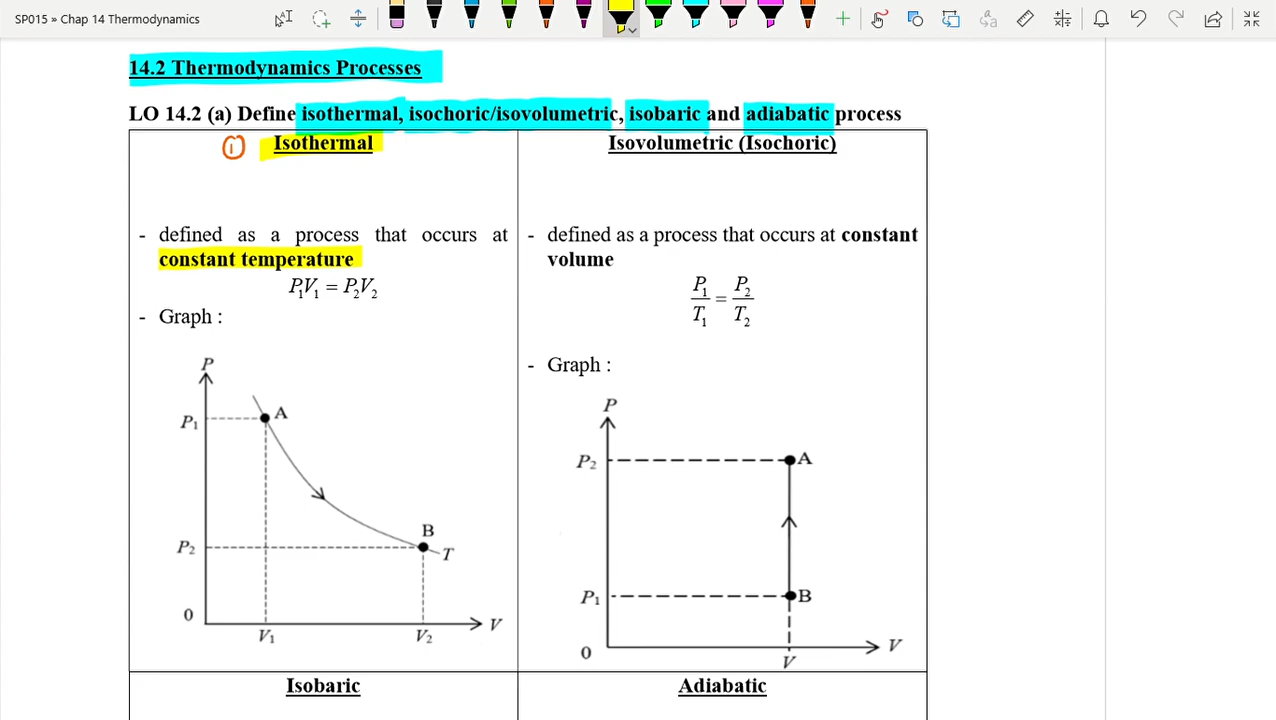 SP015 » Chap 14 Thermodynamics
14.2 Thermodynamics Processes
LO 14.2 (a) Define isothermal, isochoric/isovolumetric, isobaric and adiabatic process
① Isothermal
- defined as a process that occurs at
constant temperature
P₁V₁ = P₂V₂
- Graph :
P
P₁
A
P₂
B
T
0
V₁
V₂
V
Isovolumetric (Isochoric)
- defined as a process that occurs at constant
volume
P₁/T₁ = P₂/T₂
- Graph :
P
P₂
A
P₁
B
0
V
V
Isobaric
Adiabatic